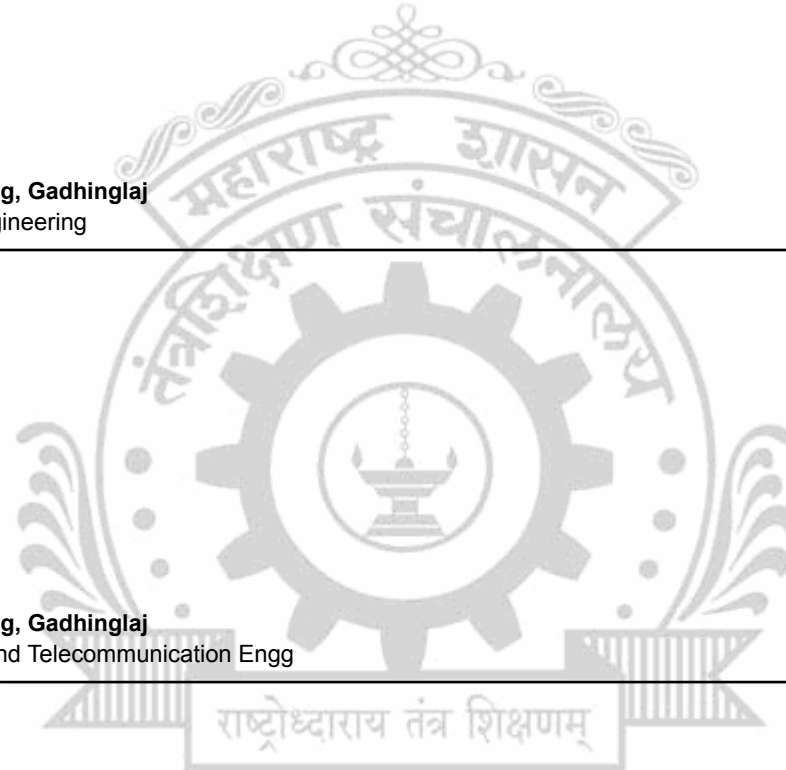 महाराष्ट्र शासन
g, Gadhinglaj
gineering
तंत्रशिक्षण संचालनालय
g, Gadhinglaj
nd Telecommunication Engg
राष्ट्रोध्दाराय तंत्र शिक्षणम्